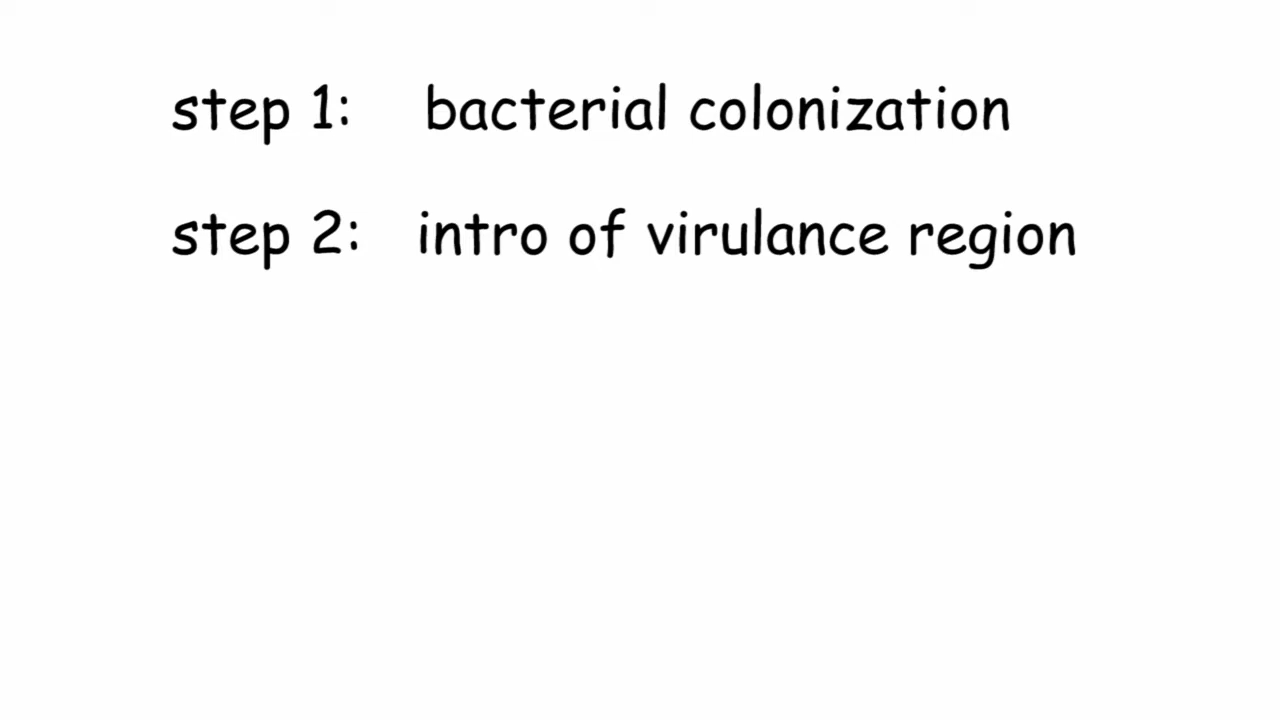 step 1: bacterial colonization
step 2: intro of virulance region